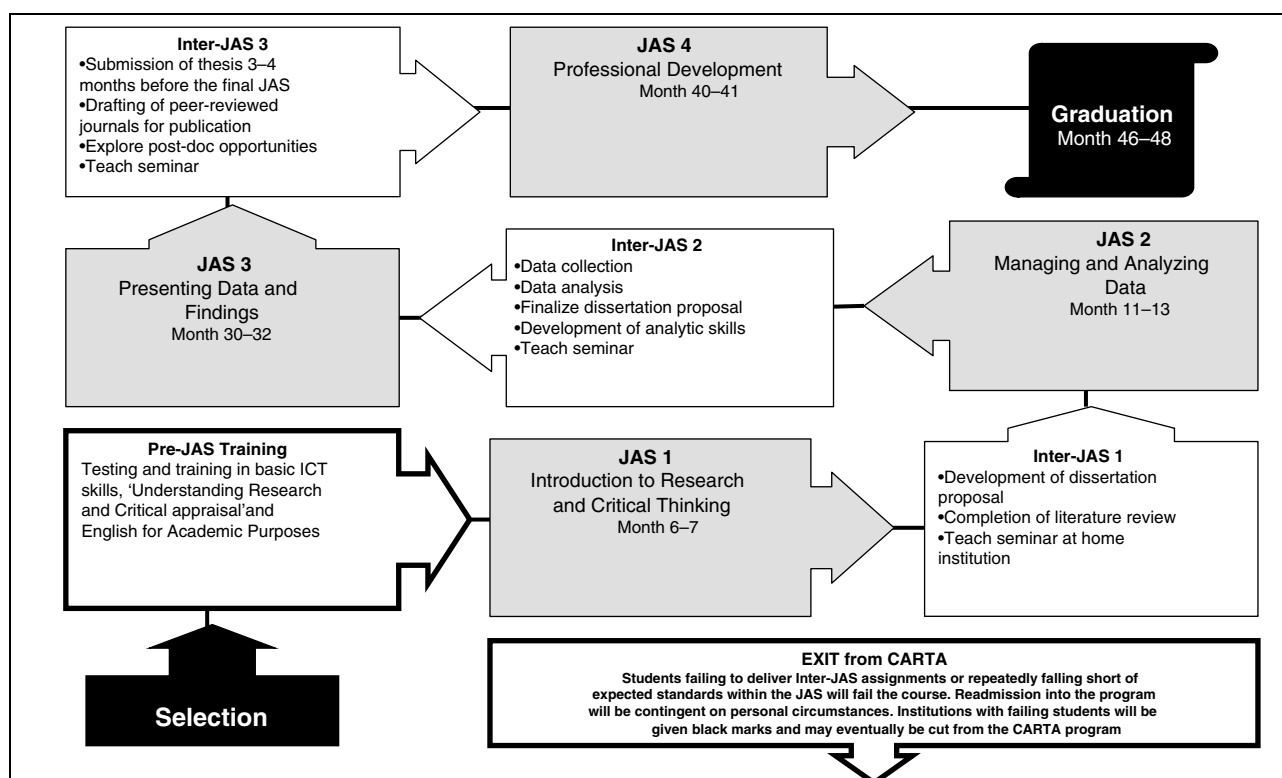 Inter-JAS 3
•Submission of thesis 3–4
months before the final JAS
•Drafting of peer-reviewed
journals for publication
•Explore post-doc opportunities
•Teach seminar
JAS 4
Professional Development
Month 40–41
Graduation
Month 46–48
JAS 3
Presenting Data and
Findings
Month 30–32
Inter-JAS 2
•Data collection
•Data analysis
•Finalize dissertation proposal
•Development of analytic skills
•Teach seminar
JAS 2
Managing and Analyzing
Data
Month 11–13
Pre-JAS Training
Testing and training in basic ICT
skills, ‘Understanding Research
and Critical appraisal’and
English for Academic Purposes
JAS 1
Introduction to Research
and Critical Thinking
Month 6–7
Inter-JAS 1
•Development of dissertation
proposal
•Completion of literature review
•Teach seminar at home
institution
Selection
EXIT from CARTA
Students failing to deliver Inter-JAS assignments or repeatedly falling short of
expected standards within the JAS will fail the course. Readmission into the program
will be contingent on personal circumstances. Institutions with failing students will be
given black marks and may eventually be cut from the CARTA program